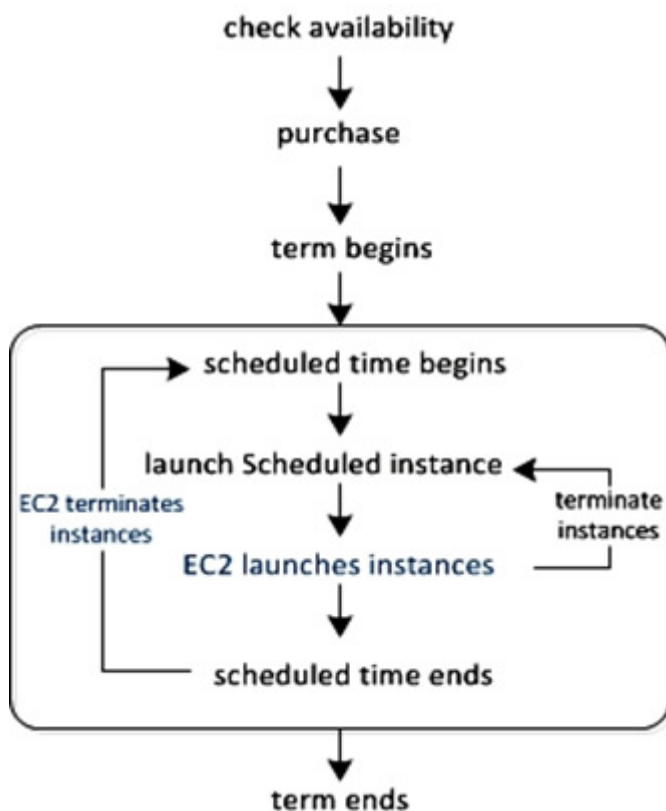 check availability
purchase
term begins
scheduled time begins
launch Scheduled instance
EC2 terminates
instances
terminate
instances
EC2 launches instances
scheduled time ends
term ends